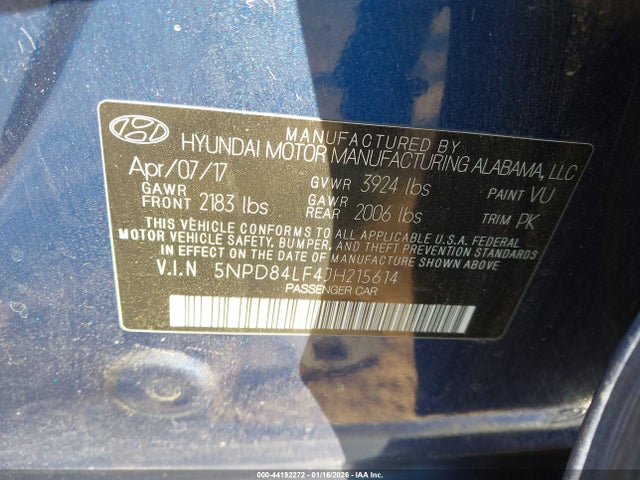 MANUFACTURED BY
HYUNDAI MOTOR MANUFACTURING ALABAMA, LLC
Apr/07/17 GVWR 3924 lbs PAINT VU
GAWR FRONT 2183 lbs GAWR REAR 2006 lbs TRIM PK
THIS VEHICLE CONFORMS TO ALL APPLICABLE U.S.A. FEDERAL
MOTOR VEHICLE SAFETY, BUMPER, AND THEFT PREVENTION STANDARDS
IN EFFECT ON THE DATE OF MANUFACTURE SHOWN ABOVE.
V.I.N 5NPD84LF4JH215614
PASSENGER CAR
000-44192272 - 01/16/2026 - IAA Inc.